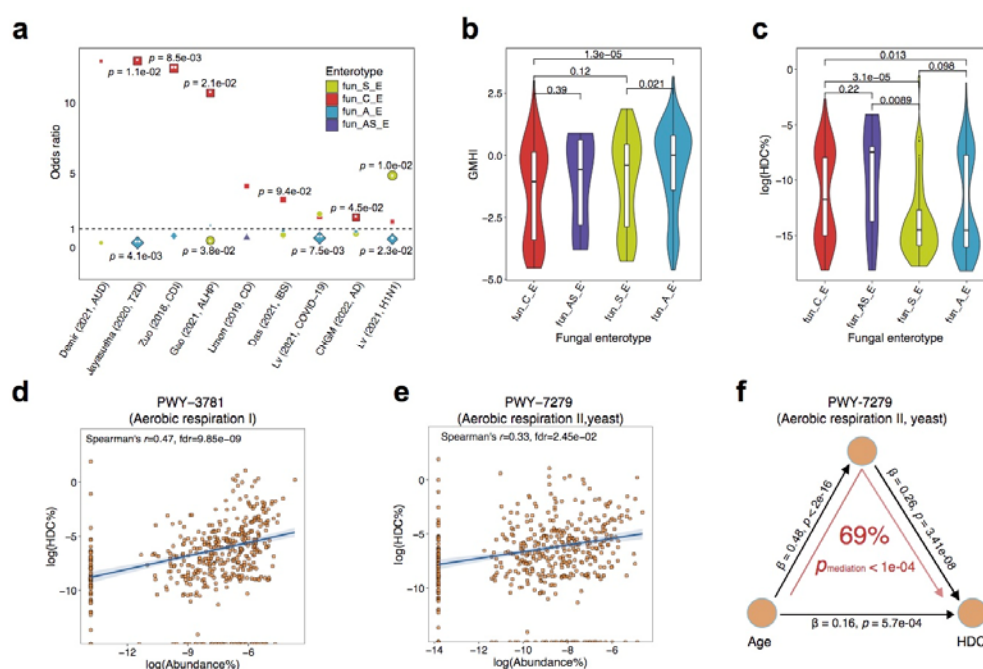 a
Odds ratio
10
5
1
0
p = 1.1e-02
p = 8.5e-03
p = 2.1e-02
p = 1.0e-02
p = 9.4e-02
p = 4.5e-02
p = 4.1e-03
p = 3.8e-02
p = 7.5e-03
p = 2.3e-02
Enterotype
fun_S_E
fun_C_E
fun_A_E
fun_AS_E
Demir (2021, AUD)
Jayasudha (2020, T2D)
Zuo (2018, CDI)
Gao (2021, ALHP)
Limon (2019, CD)
Das (2021, IBS)
Lv (2021, COVID-19)
CHGM (2022, AD)
Lv (2021, H1N1)
b
GMHI
2.5
0.0
−2.5
−5.0
1.3e-05
0.12
0.39
0.021
fun_C_E
fun_AS_E
fun_S_E
fun_A_E
Fungal enterotype
c
log(HDC%)
0
−5
−10
−15
0.013
3.1e-05
0.098
0.22
0.0089
fun_C_E
fun_AS_E
fun_S_E
fun_A_E
Fungal enterotype
d
PWY−3781
(Aerobic respiration I)
Spearman's r=0.47, fdr=9.85e−09
log(HDC%)
0
−5
−10
−12
−9
−6
log(Abundance%)
e
PWY−7279
(Aerobic respiration II,yeast)
Spearman's r=0.33, fdr=2.45e−02
log(HDC%)
0
−5
−10
−14
−12
−10
−8
−6
log(Abundance%)
f
PWY-7279
(Aerobic respiration II, yeast)
β = 0.48, p < 2e-16
β = 0.26, p = 3.41e-08
69%
p mediation < 1e-04
β = 0.16, p = 5.7e-04
Age
HDC